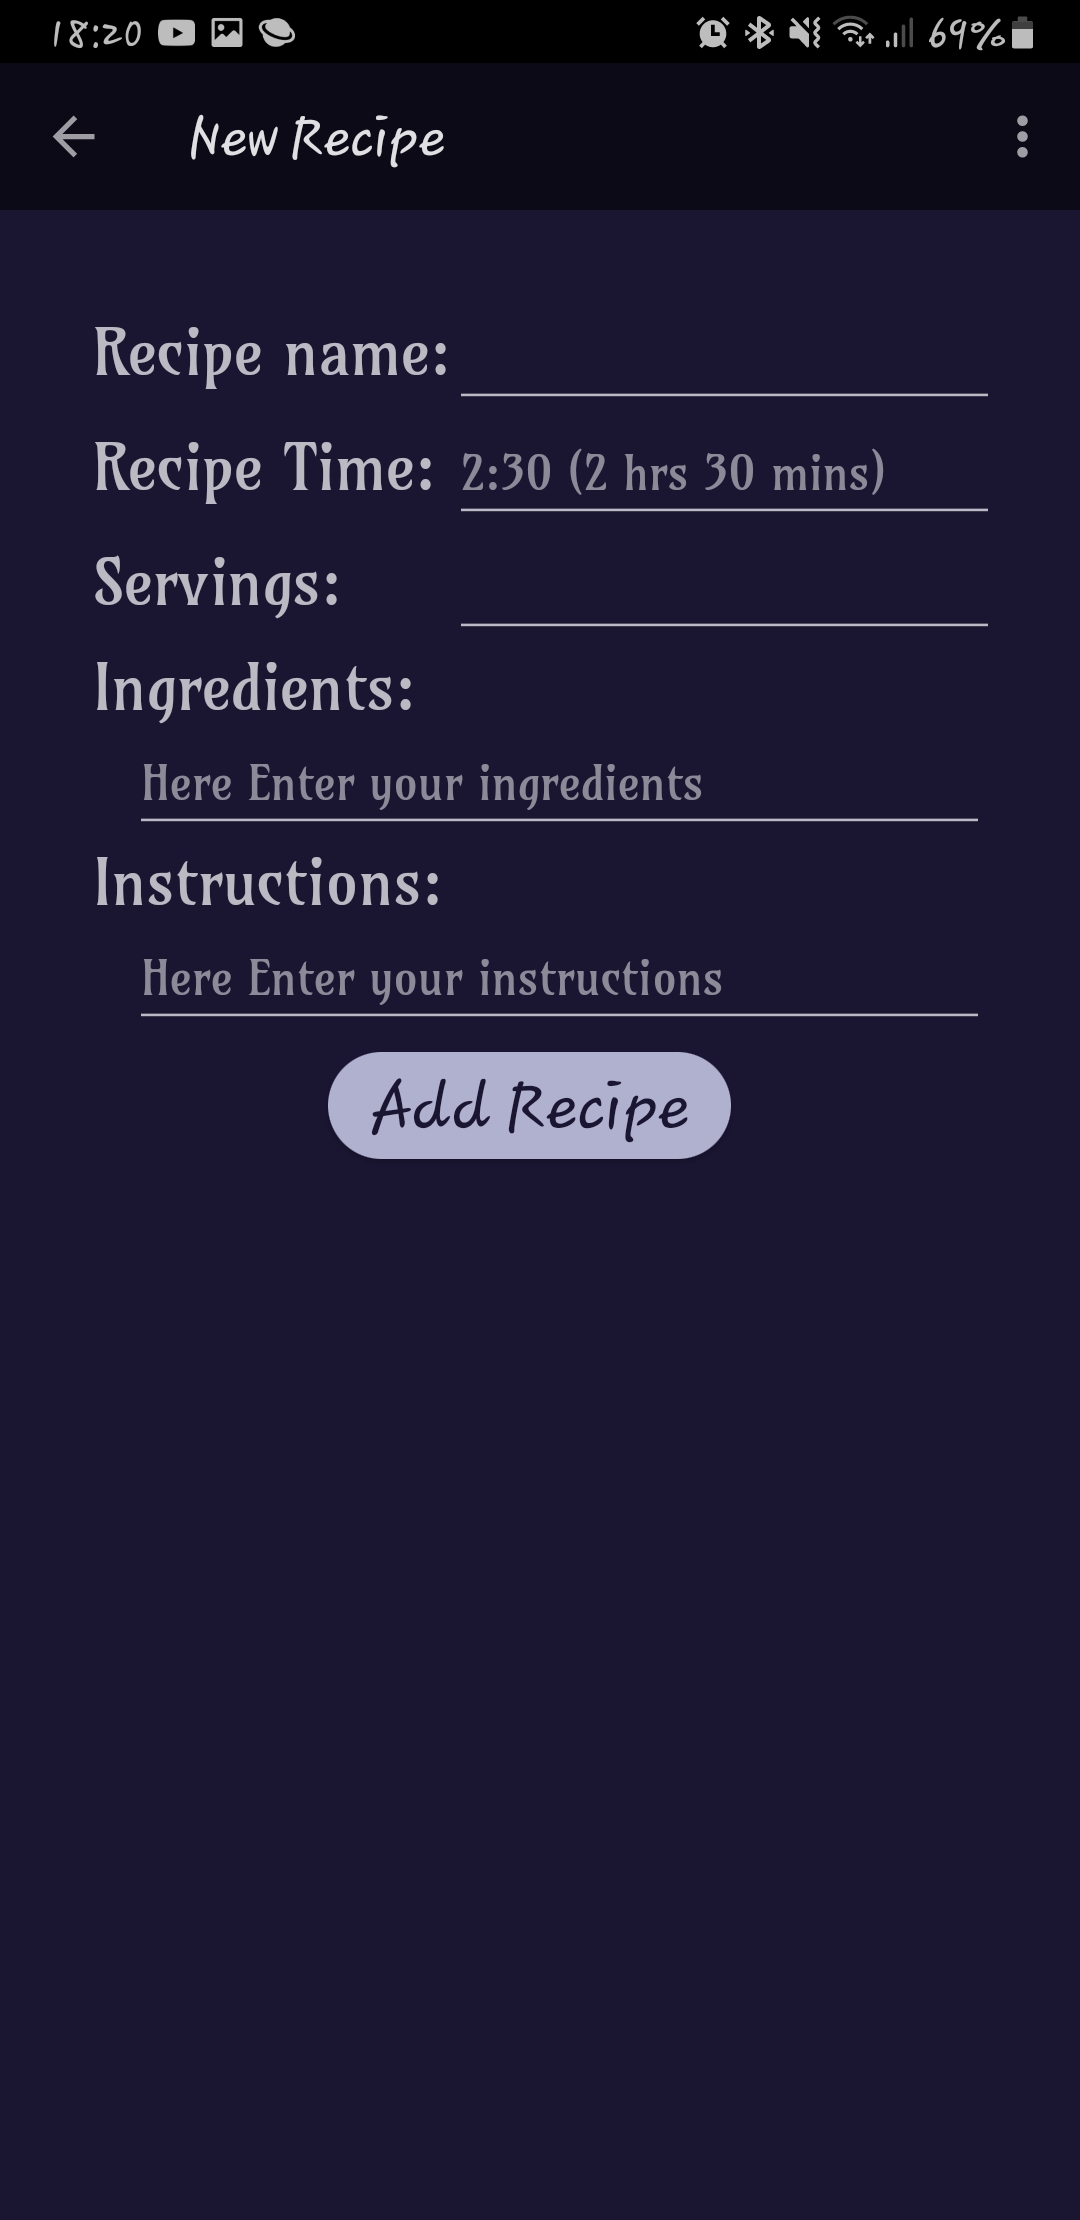 18:20 69%
New Recipe
Recipe name:
Recipe Time: 2:30 (2 hrs 30 mins)
Servings:
Ingredients:
Here Enter your ingredients
Instructions:
Here Enter your instructions
Add Recipe